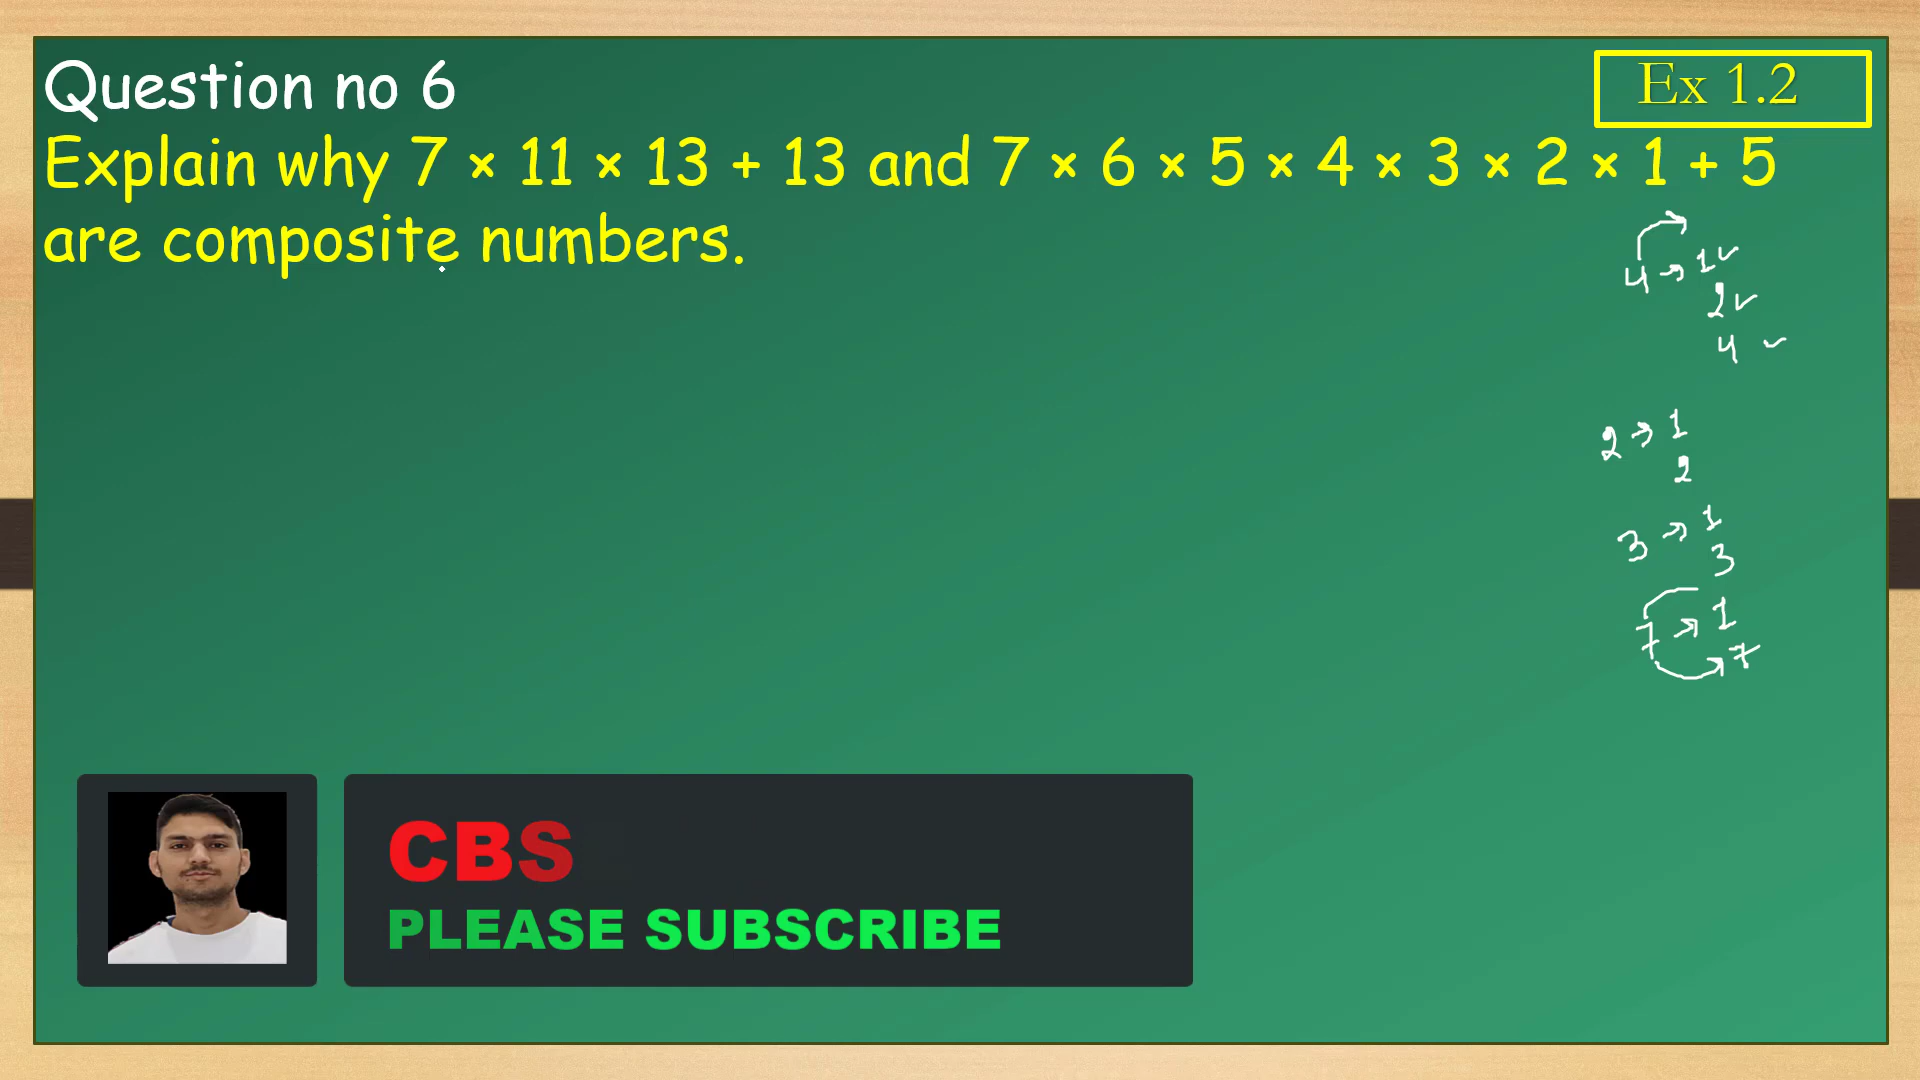 Question no 6
Ex 1.2
Explain why 7 × 11 × 13 + 13 and 7 × 6 × 5 × 4 × 3 × 2 × 1 + 5
are composite numbers.
4 → 1 ✓
2 ✓
4 ✓
2 → 1
2
3 → 1
3
7 → 1
7
CBS
PLEASE SUBSCRIBE